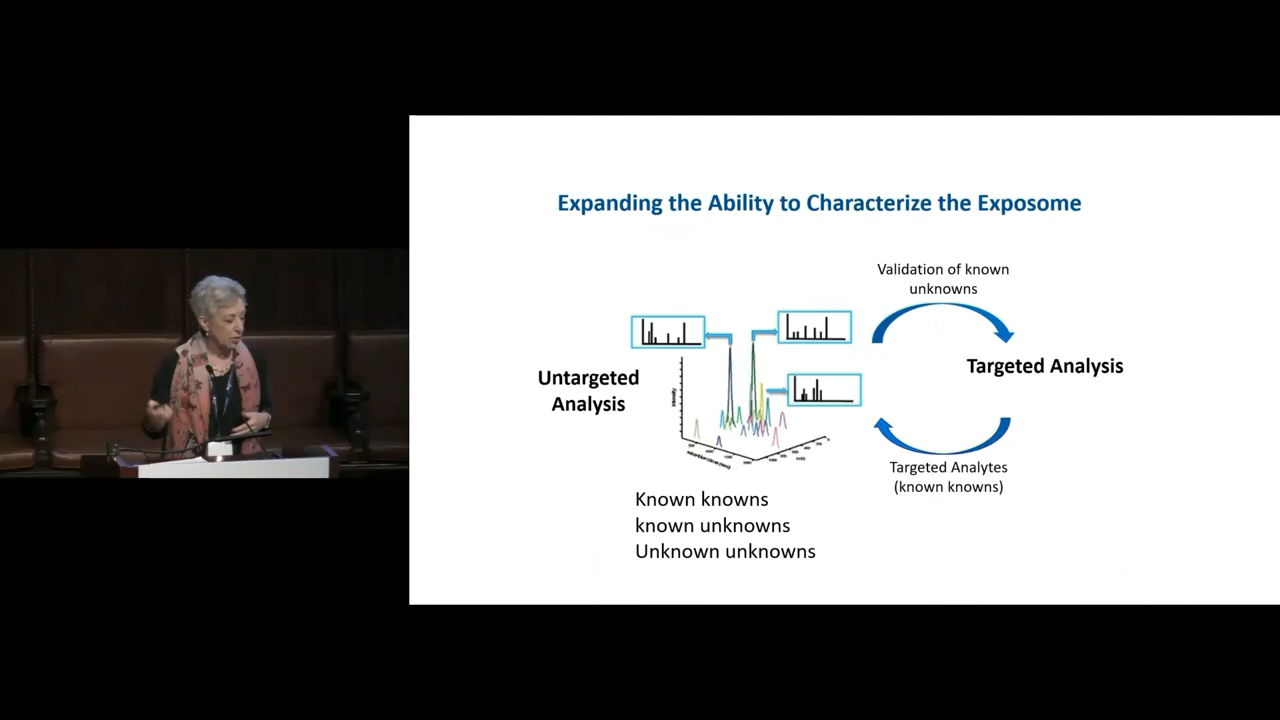 Expanding the Ability to Characterize the Exposome
Validation of known
unknowns
Untargeted
Analysis
Targeted Analysis
Targeted Analytes
(known knowns)
Known knowns
known unknowns
Unknown unknowns